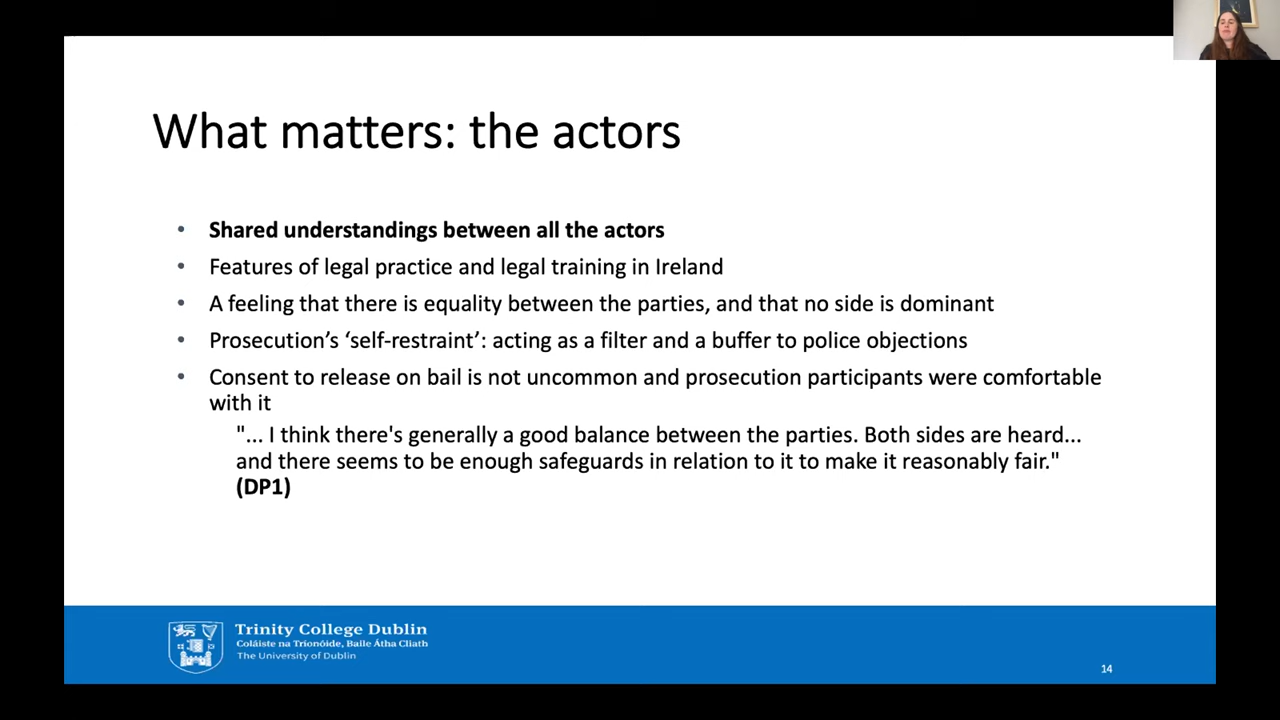 What matters: the actors
• Shared understandings between all the actors
• Features of legal practice and legal training in Ireland
• A feeling that there is equality between the parties, and that no side is dominant
• Prosecution’s ‘self-restraint’: acting as a filter and a buffer to police objections
• Consent to release on bail is not uncommon and prosecution participants were comfortable
with it
"... I think there's generally a good balance between the parties. Both sides are heard...
and there seems to be enough safeguards in relation to it to make it reasonably fair."
(DP1)
Trinity College Dublin
Coláiste na Tríonóide, Baile Átha Cliath
The University of Dublin
14